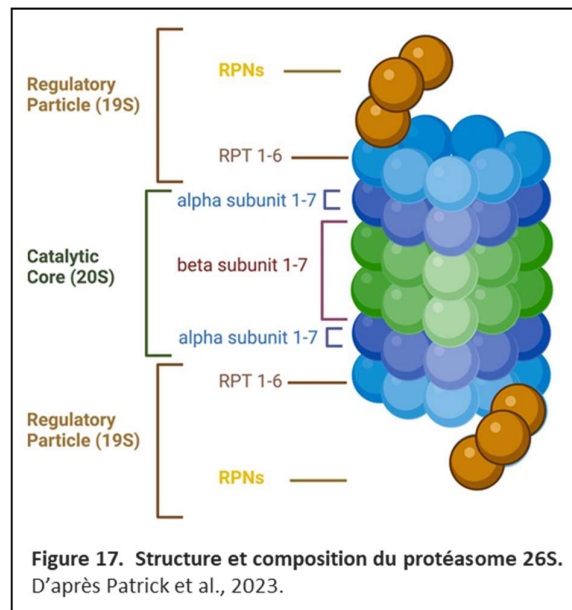 RPNs
Regulatory
Particle (19S)
RPT 1-6
alpha subunit 1-7
Catalytic
Core (20S)
beta subunit 1-7
alpha subunit 1-7
RPT 1-6
Regulatory
Particle (19S)
RPNs
Figure 17. Structure et composition du protéasome 26S.
D’après Patrick et al., 2023.